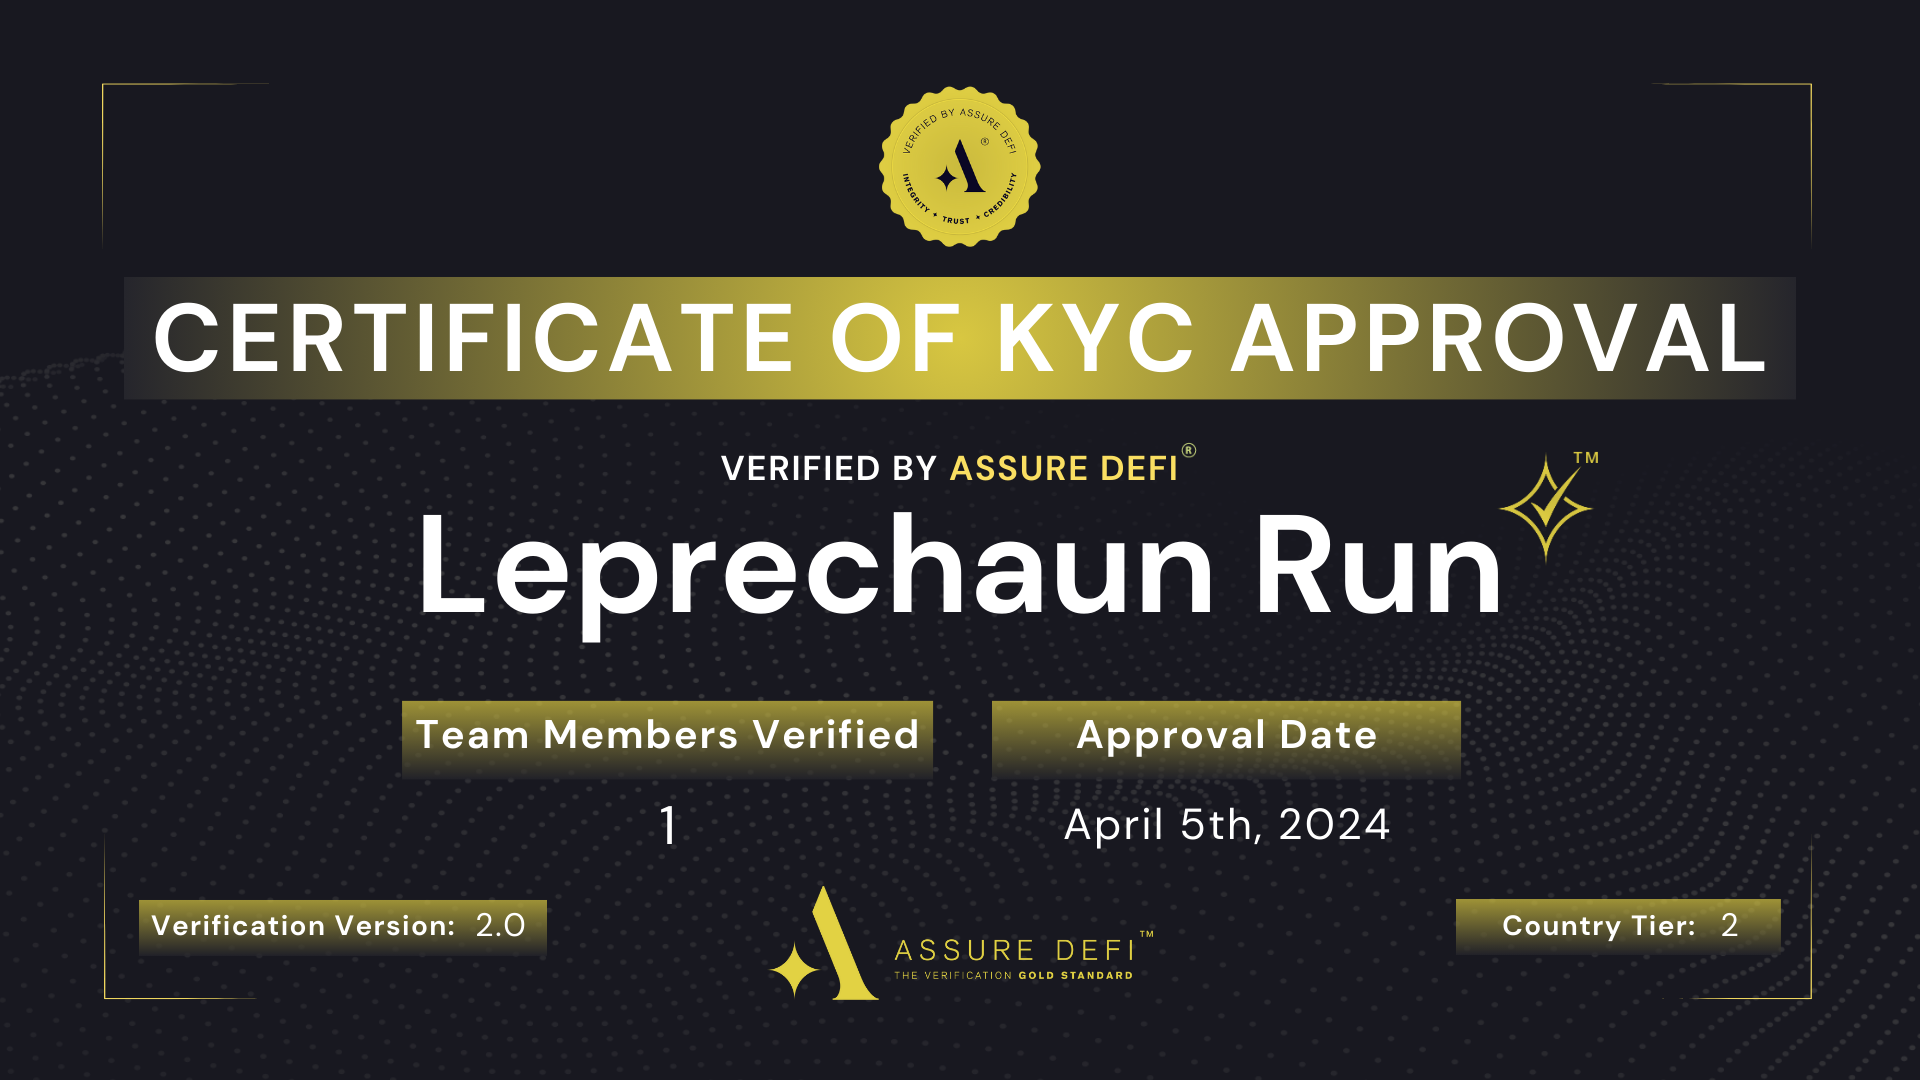 VERIFIED BY ASSURE DEFI
A®
INTEGRITY ✦ TRUST ✦ CREDIBILITY
CERTIFICATE OF KYC APPROVAL
VERIFIED BY ASSURE DEFI®
TM
Leprechaun Run
Team Members Verified
Approval Date
1
April 5th, 2024
Verification Version: 2.0
Country Tier: 2
ASSURE DEFI™
THE VERIFICATION GOLD STANDARD